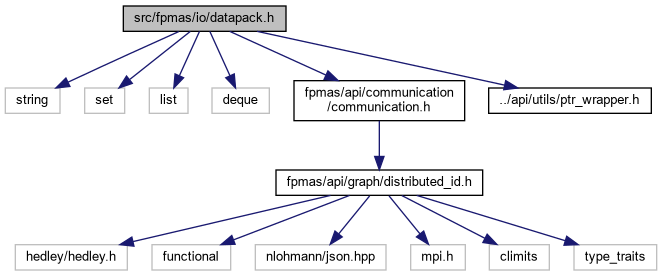 src/fpmas/io/datapack.h
string
set
list
deque
fpmas/api/communication
/communication.h
../api/utils/ptr_wrapper.h
fpmas/api/graph/distributed_id.h
hedley/hedley.h
functional
nlohmann/json.hpp
mpi.h
climits
type_traits